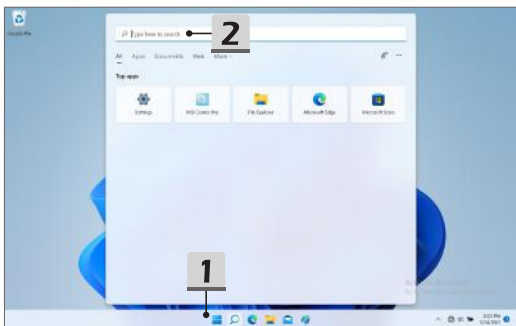 Recycle Bin
Type here to search
2
All Apps Documents Web More
Top apps
Settings
MSI Center Pro
File Explorer
Microsoft Edge
Microsoft Store
1